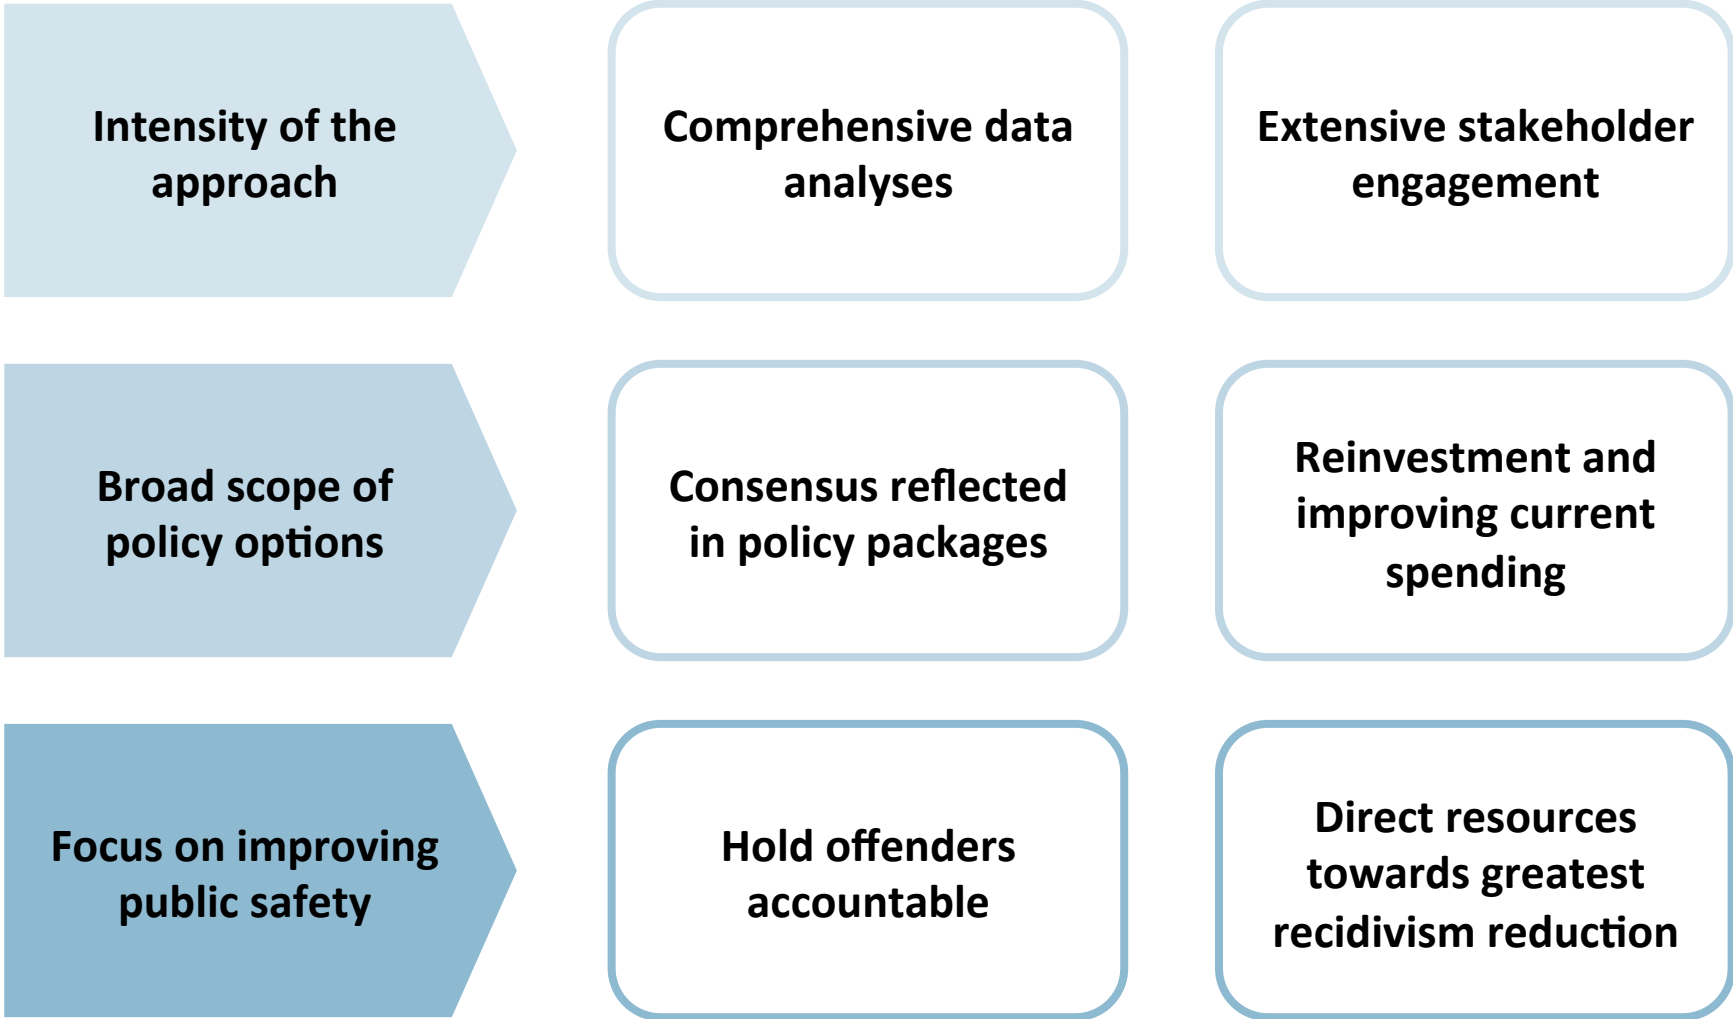 Intensity of the
approach
Comprehensive data
analyses
Extensive stakeholder
engagement
Broad scope of
policy options
Consensus reflected
in policy packages
Reinvestment and
improving current
spending
Focus on improving
public safety
Hold offenders
accountable
Direct resources
towards greatest
recidivism reduction